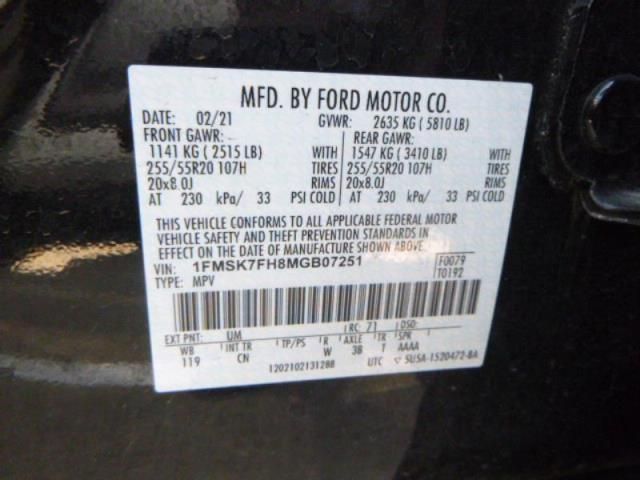 MFD. BY FORD MOTOR CO.
DATE: 02/21 GVWR: 2635 KG ( 5810 LB)
FRONT GAWR: REAR GAWR:
1141 KG ( 2515 LB) WITH 1547 KG ( 3410 LB) WITH
255/55R20 107H TIRES 255/55R20 107H TIRES
20x8.0J RIMS 20x8.0J RIMS
AT 230 kPa/ 33 PSI COLD AT 230 kPa/ 33 PSI COLD
THIS VEHICLE CONFORMS TO ALL APPLICABLE FEDERAL MOTOR
VEHICLE SAFETY AND THEFT PREVENTION STANDARDS IN
EFFECT ON THE DATE OF MANUFACTURE SHOWN ABOVE.
VIN: 1FMSK7FH8MGB07251 F0079
TYPE: MPV T0192
EXT PNT: UM RC: 71 DSO:
WB INT TR TP/PS R AXLE TR SPR
119 CN W 3B T AAAA
12021021312BB UTC 5U5A-1520472-BA